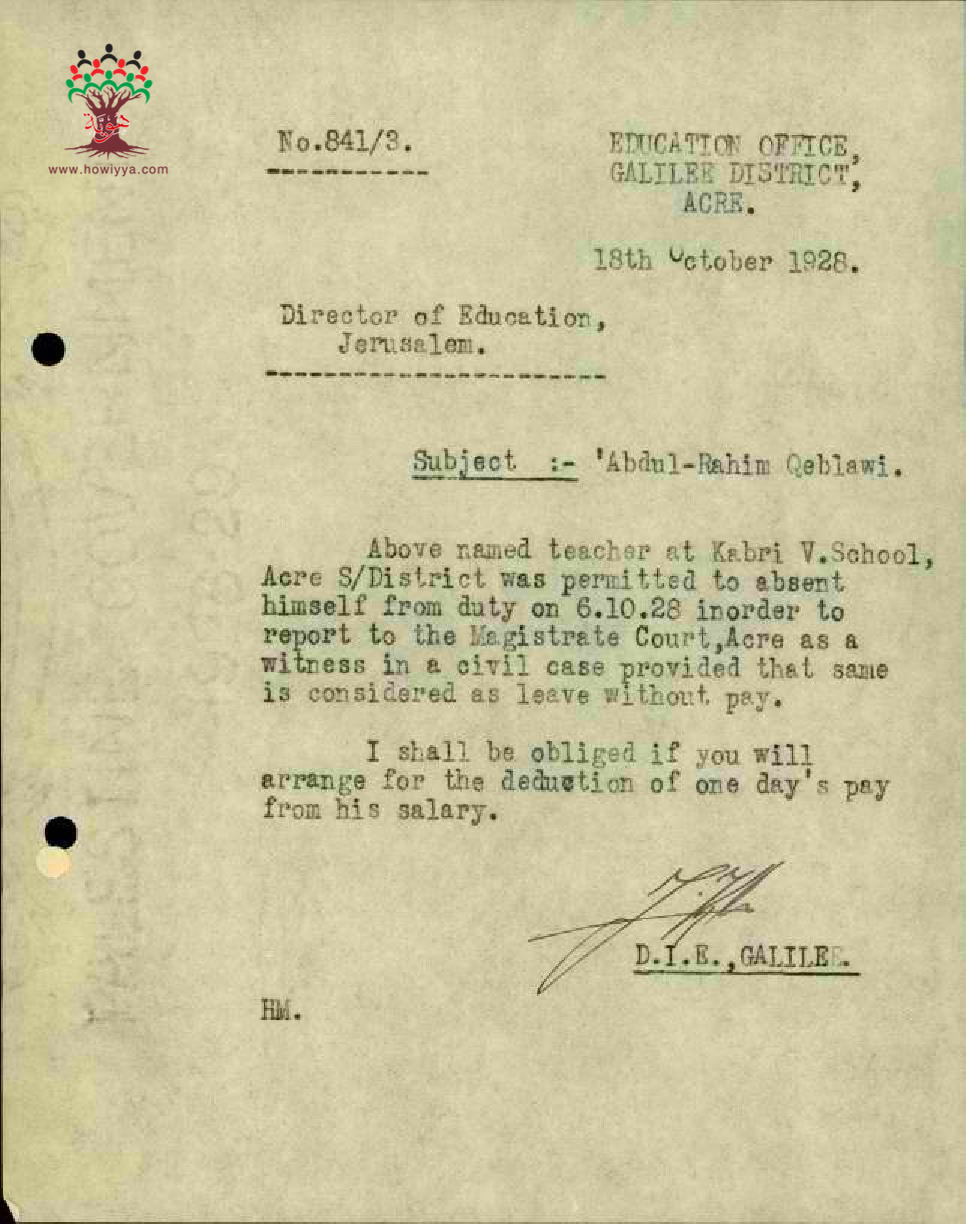 www.howiyya.com
No.841/3.
EDUCATION OFFICE,
GALILEE DISTRICT,
ACRE.
18th October 1928.
Director of Education,
Jerusalem.
Subject :- 'Abdul-Rahim Qeblawi.
Above named teacher at Kabri V.School,
Acre S/District was permitted to absent
himself from duty on 6.10.28 inorder to
report to the Magistrate Court,Acre as a
witness in a civil case provided that same
is considered as leave without pay.
I shall be obliged if you will
arrange for the deduction of one day's pay
from his salary.
D.I.E.,GALILEE.
HM.